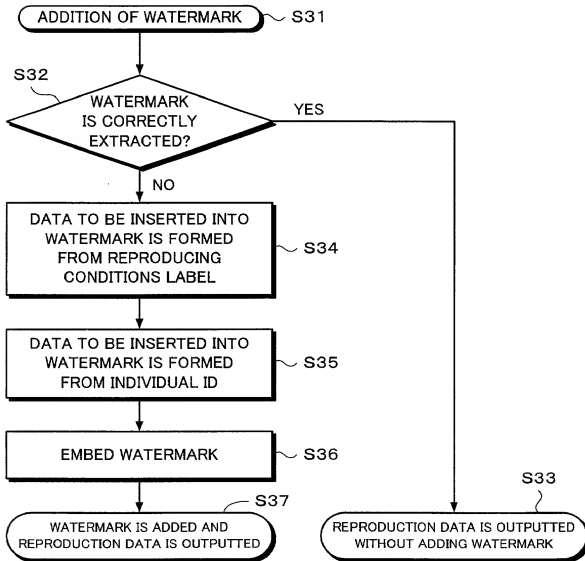 ADDITION OF WATERMARK
S31
S32
WATERMARK
IS CORRECTLY
EXTRACTED?
YES
NO
DATA TO BE INSERTED INTO
WATERMARK IS FORMED
FROM REPRODUCING
CONDITIONS LABEL
S34
DATA TO BE INSERTED INTO
WATERMARK IS FORMED
FROM INDIVIDUAL ID
S35
EMBED WATERMARK
S36
S37
WATERMARK IS ADDED AND
REPRODUCTION DATA IS OUTPUTTED
S33
REPRODUCTION DATA IS OUTPUTTED
WITHOUT ADDING WATERMARK